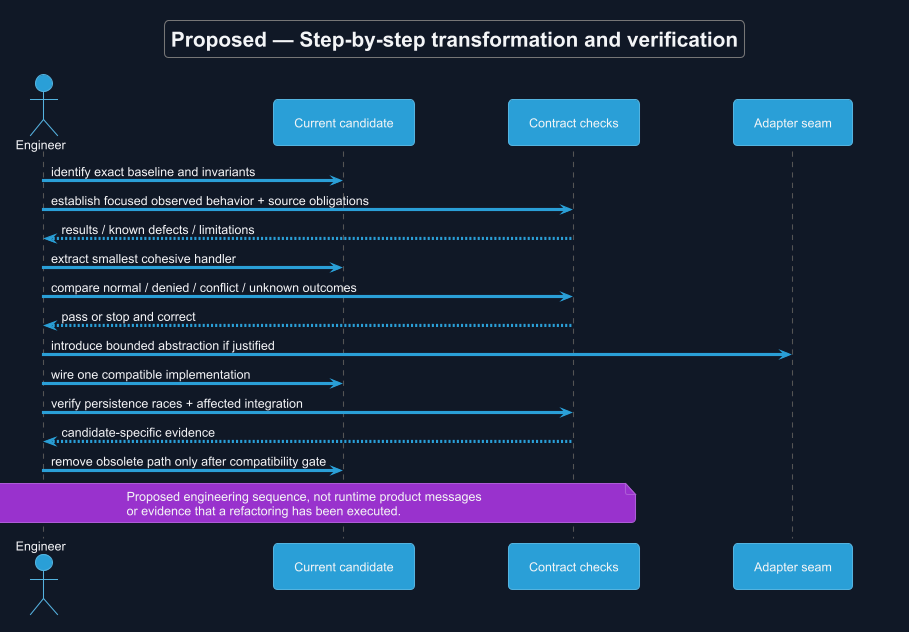 Proposed — Step-by-step transformation and verification
Engineer
Current candidate
Contract checks
Adapter seam
identify exact baseline and invariants
establish focused observed behavior + source obligations
results / known defects / limitations
extract smallest cohesive handler
compare normal / denied / conflict / unknown outcomes
pass or stop and correct
introduce bounded abstraction if justified
wire one compatible implementation
verify persistence races + affected integration
candidate-specific evidence
remove obsolete path only after compatibility gate
Proposed engineering sequence, not runtime product messages
or evidence that a refactoring has been executed.
Engineer
Current candidate
Contract checks
Adapter seam